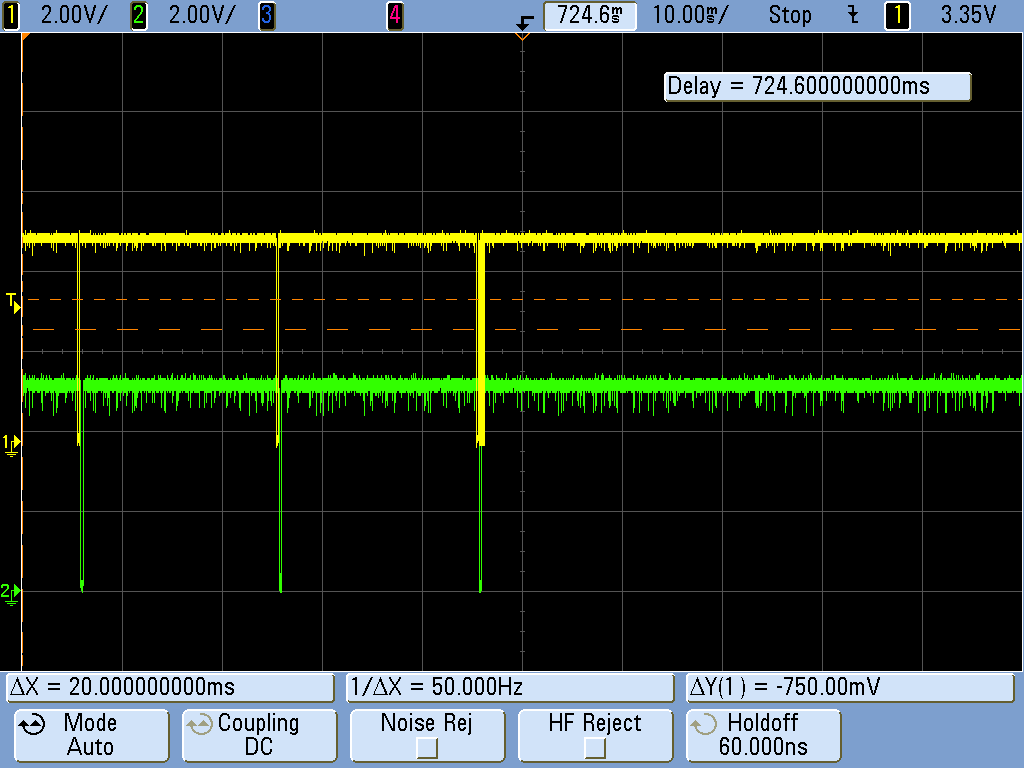 1 2.00V/ 2 2.00V/ 3 4 724.6ms 10.00ms/ Stop 1 3.35V
Delay = 724.600000000ms
T
1
2
ΔX = 20.000000000ms 1/ΔX = 50.000Hz ΔY(1) = -750.00mV
Mode Coupling Noise Rej HF Reject Holdoff
Auto DC 60.000ns